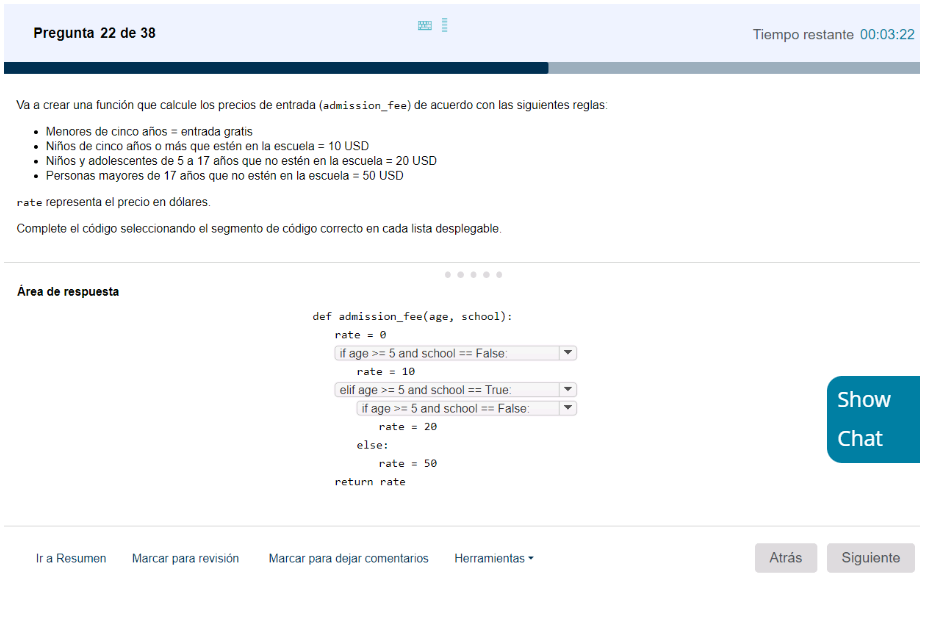 Pregunta 22 de 38
Tiempo restante 00:03:22
Va a crear una función que calcule los precios de entrada (admission_fee) de acuerdo con las siguientes reglas:
• Menores de cinco años = entrada gratis
• Niños de cinco años o más que estén en la escuela = 10 USD
• Niños y adolescentes de 5 a 17 años que no estén en la escuela = 20 USD
• Personas mayores de 17 años que no estén en la escuela = 50 USD
rate representa el precio en dólares.
Complete el código seleccionando el segmento de código correcto en cada lista desplegable.
Área de respuesta
def admission_fee(age, school):
rate = 0
if age >= 5 and school == False:
rate = 10
elif age >= 5 and school == True:
if age >= 5 and school == False:
rate = 20
else:
rate = 50
return rate
Show
Chat
Ir a Resumen Marcar para revisión Marcar para dejar comentarios Herramientas Atrás Siguiente